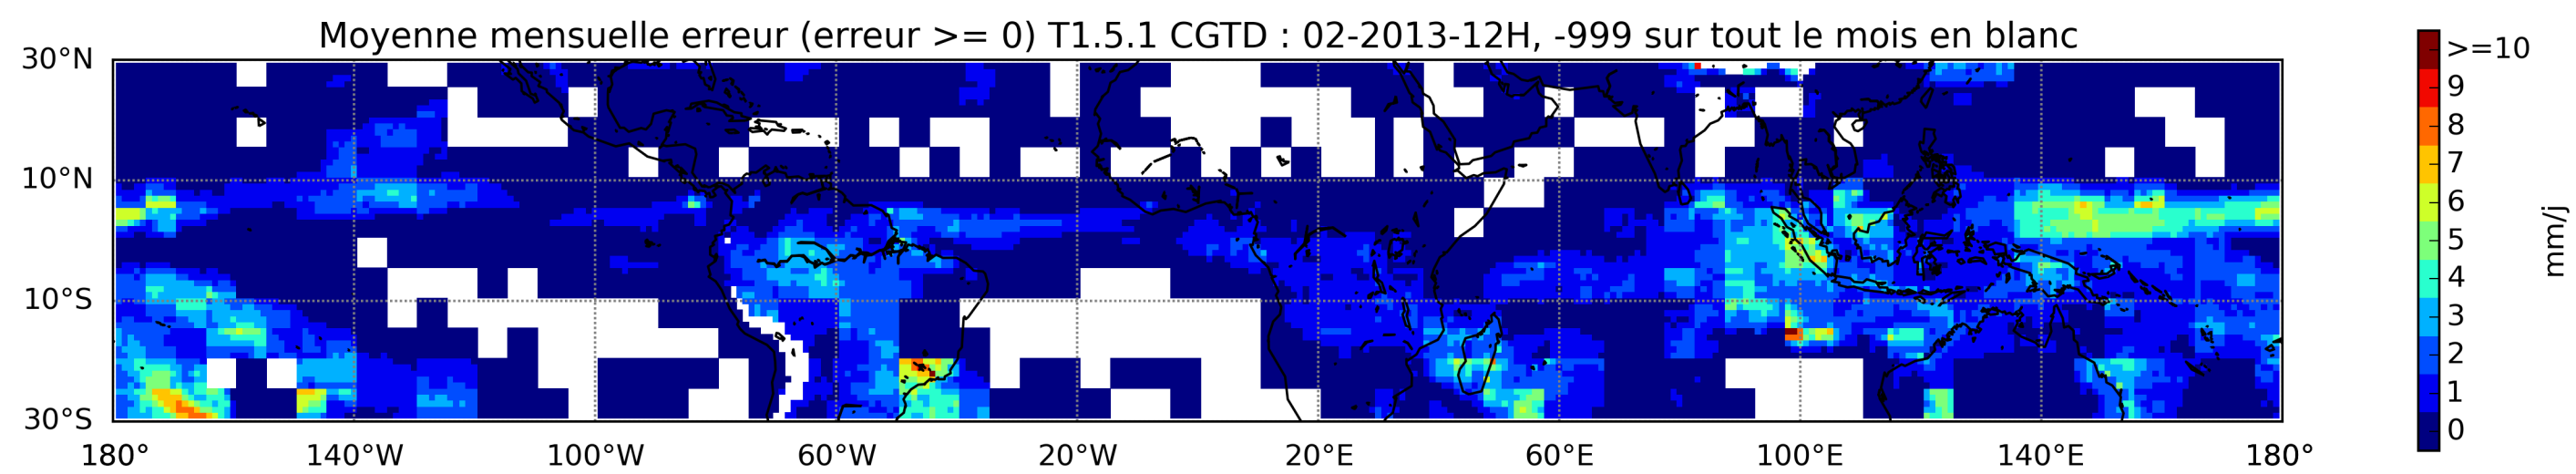 Moyenne mensuelle erreur (erreur >= 0) T1.5.1 CGTD : 02-2013-12H, -999 sur tout le mois en blanc
30°N
10°N
10°S
30°S
180° 140°W 100°W 60°W 20°W 20°E 60°E 100°E 140°E 180°
>=10
9
8
7
6
5
4
3
2
1
0
mm/j